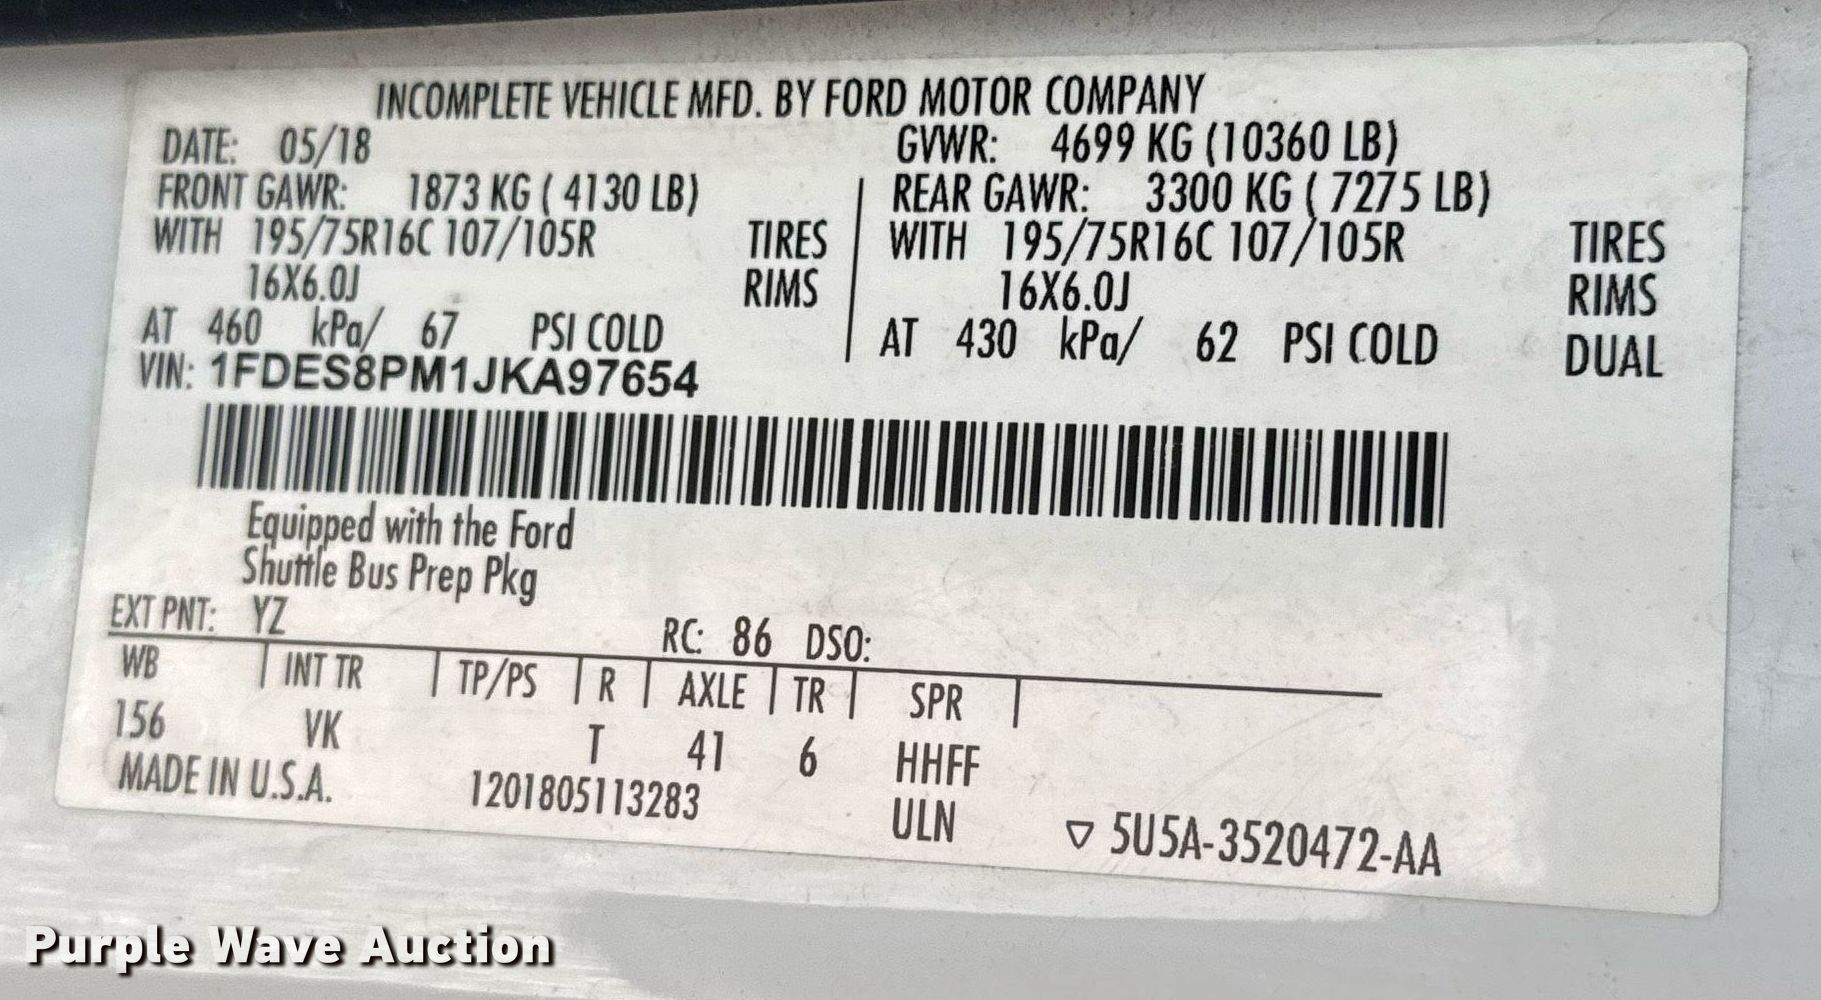 INCOMPLETE VEHICLE MFD. BY FORD MOTOR COMPANY
DATE: 05/18 GVWR: 4699 KG (10360 LB)
FRONT GAWR: 1873 KG ( 4130 LB) REAR GAWR: 3300 KG ( 7275 LB)
WITH 195/75R16C 107/105R TIRES WITH 195/75R16C 107/105R TIRES
16X6.0J RIMS 16X6.0J RIMS
AT 460 kPa/ 67 PSI COLD AT 430 kPa/ 62 PSI COLD DUAL
VIN: 1FDES8PM1JKA97654
Equipped with the Ford
Shuttle Bus Prep Pkg
EXT PNT: YZ RC: 86 DSO:
WB INT TR TP/PS R AXLE TR SPR
156 VK T 41 6 HHFF
MADE IN U.S.A. 1201805113283 ULN ▽ 5U5A-3520472-AA
Purple Wave Auction